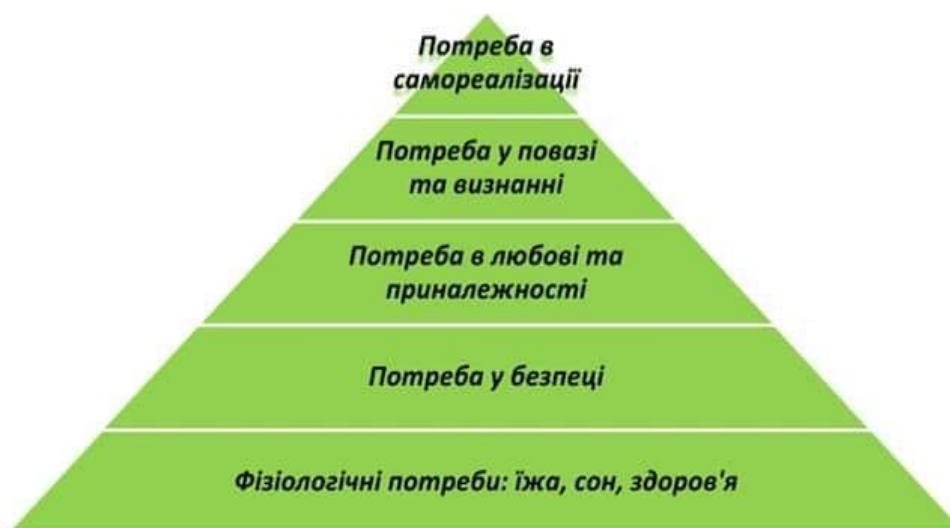 Потреба в
самореалізації
Потреба у повазі
та визнанні
Потреба в любові та
приналежності
Потреба у безпеці
Фізіологічні потреби: їжа, сон, здоров'я